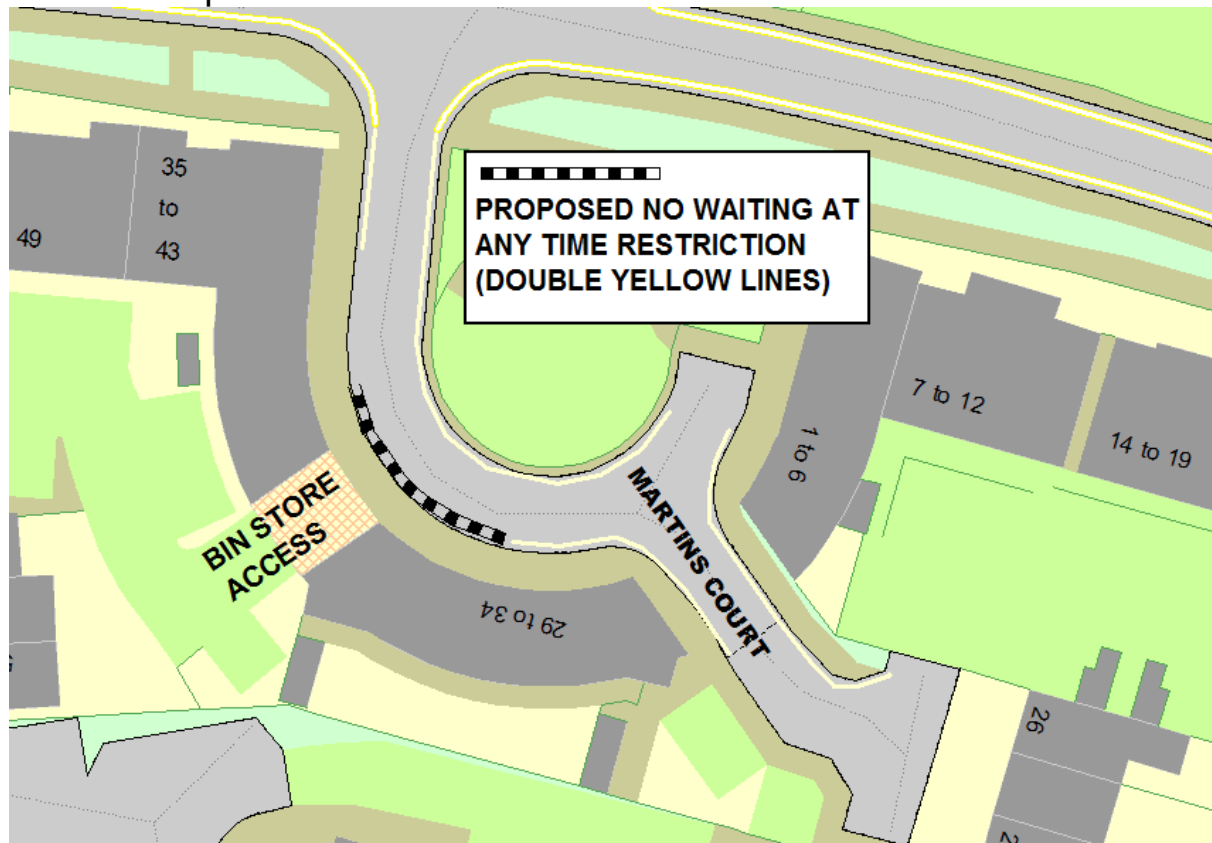 35
to
43
49
PROPOSED NO WAITING AT
ANY TIME RESTRICTION
(DOUBLE YELLOW LINES)
7 to 12
14 to 19
1 to 6
MARTINS COURT
BIN STORE
ACCESS
29 to 34
26